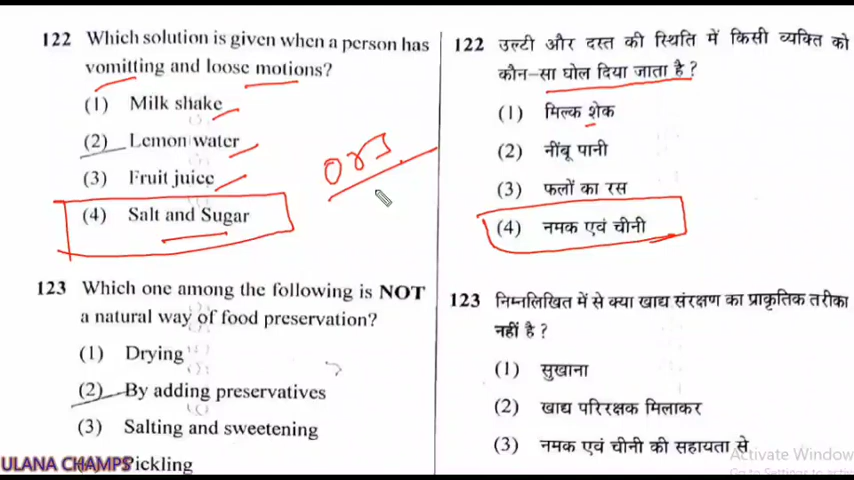 122 Which solution is given when a person has
vomitting and loose motions?
(1) Milk shake
(2) Lemon water
(3) Fruit juice
(4) Salt and Sugar
ORS
123 Which one among the following is NOT
a natural way of food preservation?
(1) Drying
(2) By adding preservatives
(3) Salting and sweetening
Pickling
122 उल्टी और दस्त की स्थिति में किसी व्यक्ति को
कौन-सा घोल दिया जाता है ?
(1) मिल्क शेक
(2) नींबू पानी
(3) फलों का रस
(4) नमक एवं चीनी
123 निम्नलिखित में से क्या खाद्य संरक्षण का प्राकृतिक तरीका
नहीं है ?
(1) सुखाना
(2) खाद्य परिरक्षक मिलाकर
(3) नमक एवं चीनी की सहायता से
ULANA CHAMPS
Activate Window